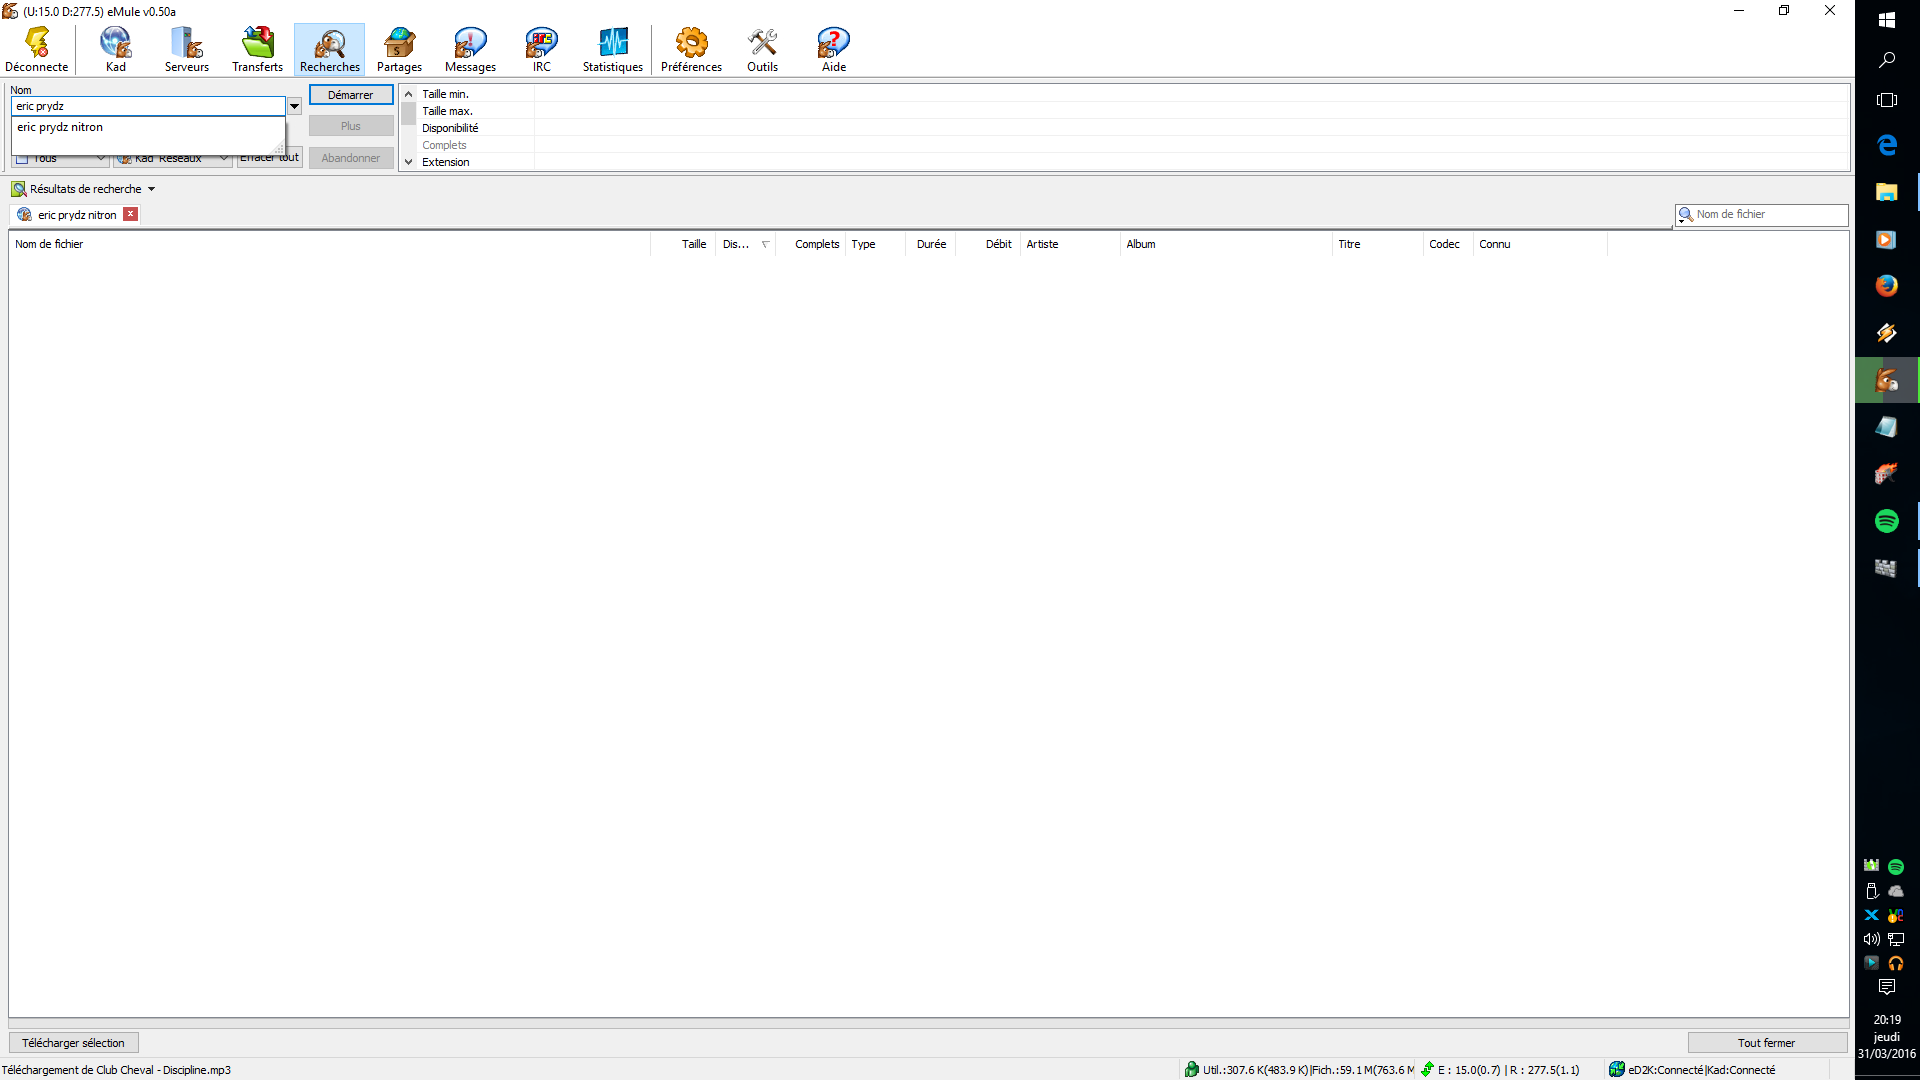 (U:15.0 D:277.5) eMule v0.50a
Déconnecte Kad Serveurs Transferts Recherches Partages Messages IRC Statistiques Préférences Outils Aide
Nom
eric prydz
eric prydz nitron
Tous Kad Réseaux Effacer tout
Démarrer
Plus
Abandonner
Taille min.
Taille max.
Disponibilité
Complets
Extension
Résultats de recherche
eric prydz nitron
Nom de fichier
Nom de fichier Taille Dis... Complets Type Durée Débit Artiste Album Titre Codec Connu
Télécharger sélection
Tout fermer
Téléchargement de Club Cheval - Discipline.mp3
Util.:307.6 K(483.9 K)|Fich.:59.1 M(763.6 M
E : 15.0(0.7) | R : 277.5(1.1)
eD2K:Connecté|Kad:Connecté
20:19
jeudi
31/03/2016